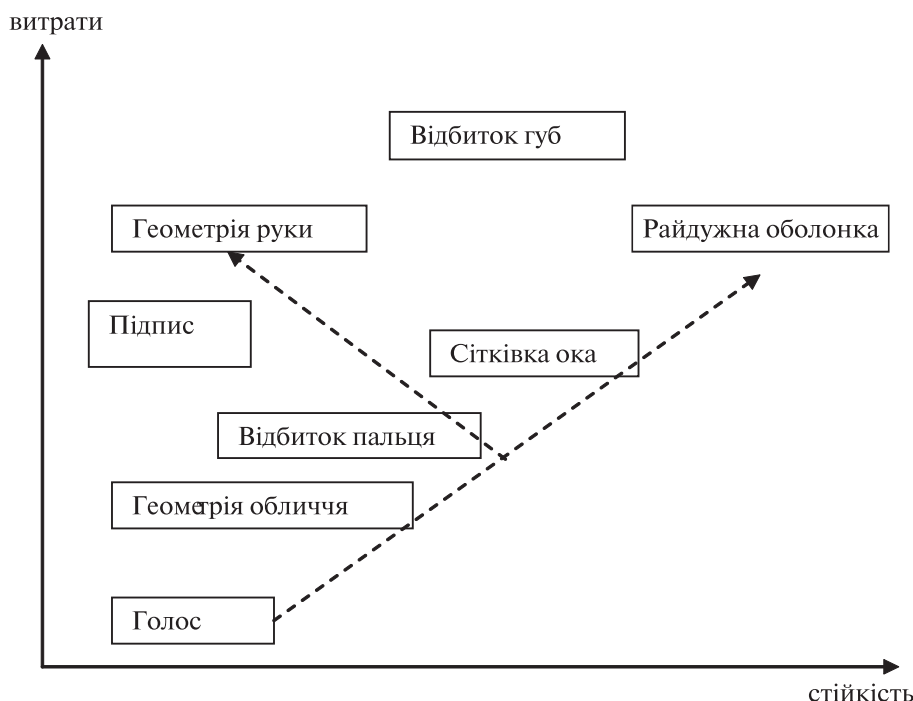 витрати
Відбиток губ
Геометрія руки
Райдужна оболонка
Підпис
Сітківка ока
Відбиток пальця
Геометрія обличчя
Голос
стійкість